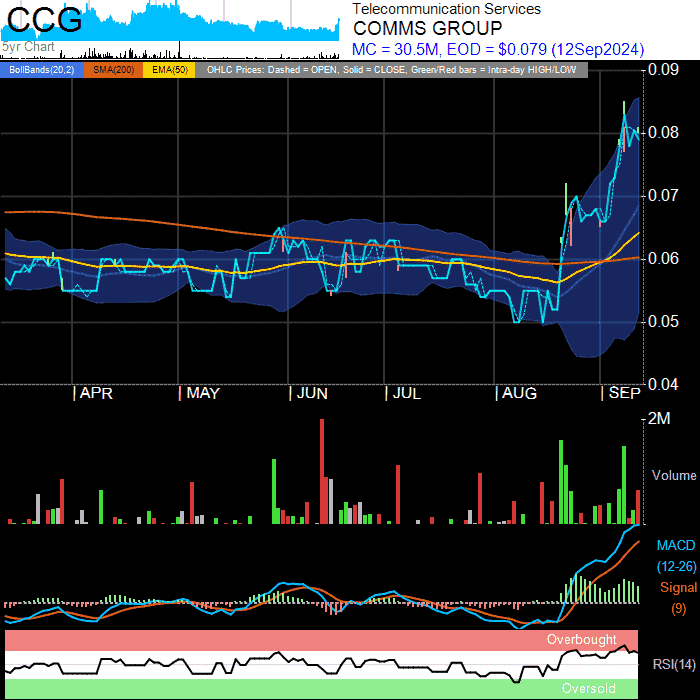 CCG
5yr Chart
Telecommunication Services
COMMS GROUP
MC = 30.5M, EOD = $0.079 (12Sep2024)
BollBands(20,2) SMA(200) EMA(50) OHLC Prices: Dashed = OPEN, Solid = CLOSE, Green/Red bars = Intra-day HIGH/LOW
0.09
0.08
0.07
0.06
0.05
0.04
APR MAY JUN JUL AUG SEP
2M
Volume
MACD
(12-26)
Signal
(9)
Overbought
RSI(14)
Oversold